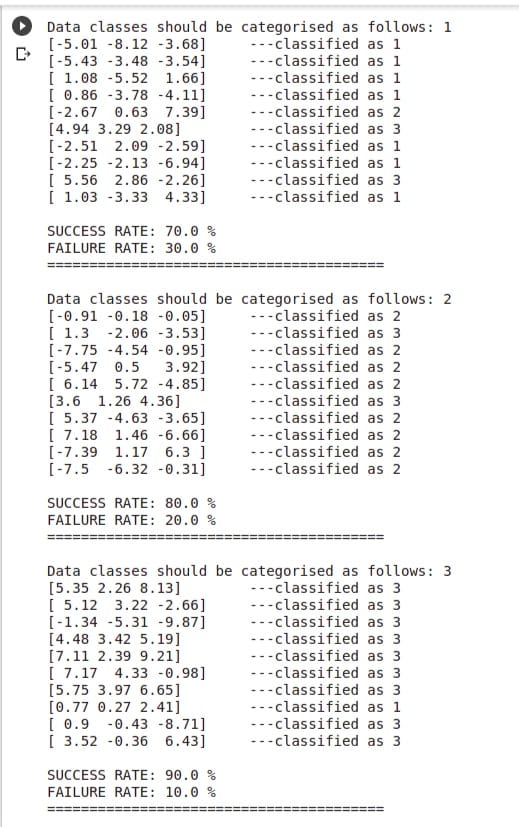 Data classes should be categorised as follows: 1
[-5.01 -8.12 -3.68]     ---classified as 1
[-5.43 -3.48 -3.54]     ---classified as 1
[ 1.08 -5.52  1.66]     ---classified as 1
[ 0.86 -3.78 -4.11]     ---classified as 1
[-2.67  0.63  7.39]     ---classified as 2
[4.94 3.29 2.08]        ---classified as 3
[-2.51  2.09 -2.59]     ---classified as 1
[-2.25 -2.13 -6.94]     ---classified as 1
[ 5.56  2.86 -2.26]     ---classified as 3
[ 1.03 -3.33  4.33]     ---classified as 1
SUCCESS RATE: 70.0 %
FAILURE RATE: 30.0 %
========================================
Data classes should be categorised as follows: 2
[-0.91 -0.18 -0.05]     ---classified as 2
[ 1.3  -2.06 -3.53]     ---classified as 3
[-7.75 -4.54 -0.95]     ---classified as 2
[-5.47  0.5   3.92]     ---classified as 2
[ 6.14  5.72 -4.85]     ---classified as 2
[3.6  1.26 4.36]        ---classified as 3
[ 5.37 -4.63 -3.65]     ---classified as 2
[ 7.18  1.46 -6.66]     ---classified as 2
[-7.39  1.17  6.3 ]     ---classified as 2
[-7.5  -6.32 -0.31]     ---classified as 2
SUCCESS RATE: 80.0 %
FAILURE RATE: 20.0 %
========================================
Data classes should be categorised as follows: 3
[5.35 2.26 8.13]        ---classified as 3
[ 5.12  3.22 -2.66]     ---classified as 3
[-1.34 -5.31 -9.87]     ---classified as 3
[4.48 3.42 5.19]        ---classified as 3
[7.11 2.39 9.21]        ---classified as 3
[ 7.17  4.33 -0.98]     ---classified as 3
[5.75 3.97 6.65]        ---classified as 3
[0.77 0.27 2.41]        ---classified as 1
[ 0.9  -0.43 -8.71]     ---classified as 3
[ 3.52 -0.36  6.43]     ---classified as 3
SUCCESS RATE: 90.0 %
FAILURE RATE: 10.0 %
========================================